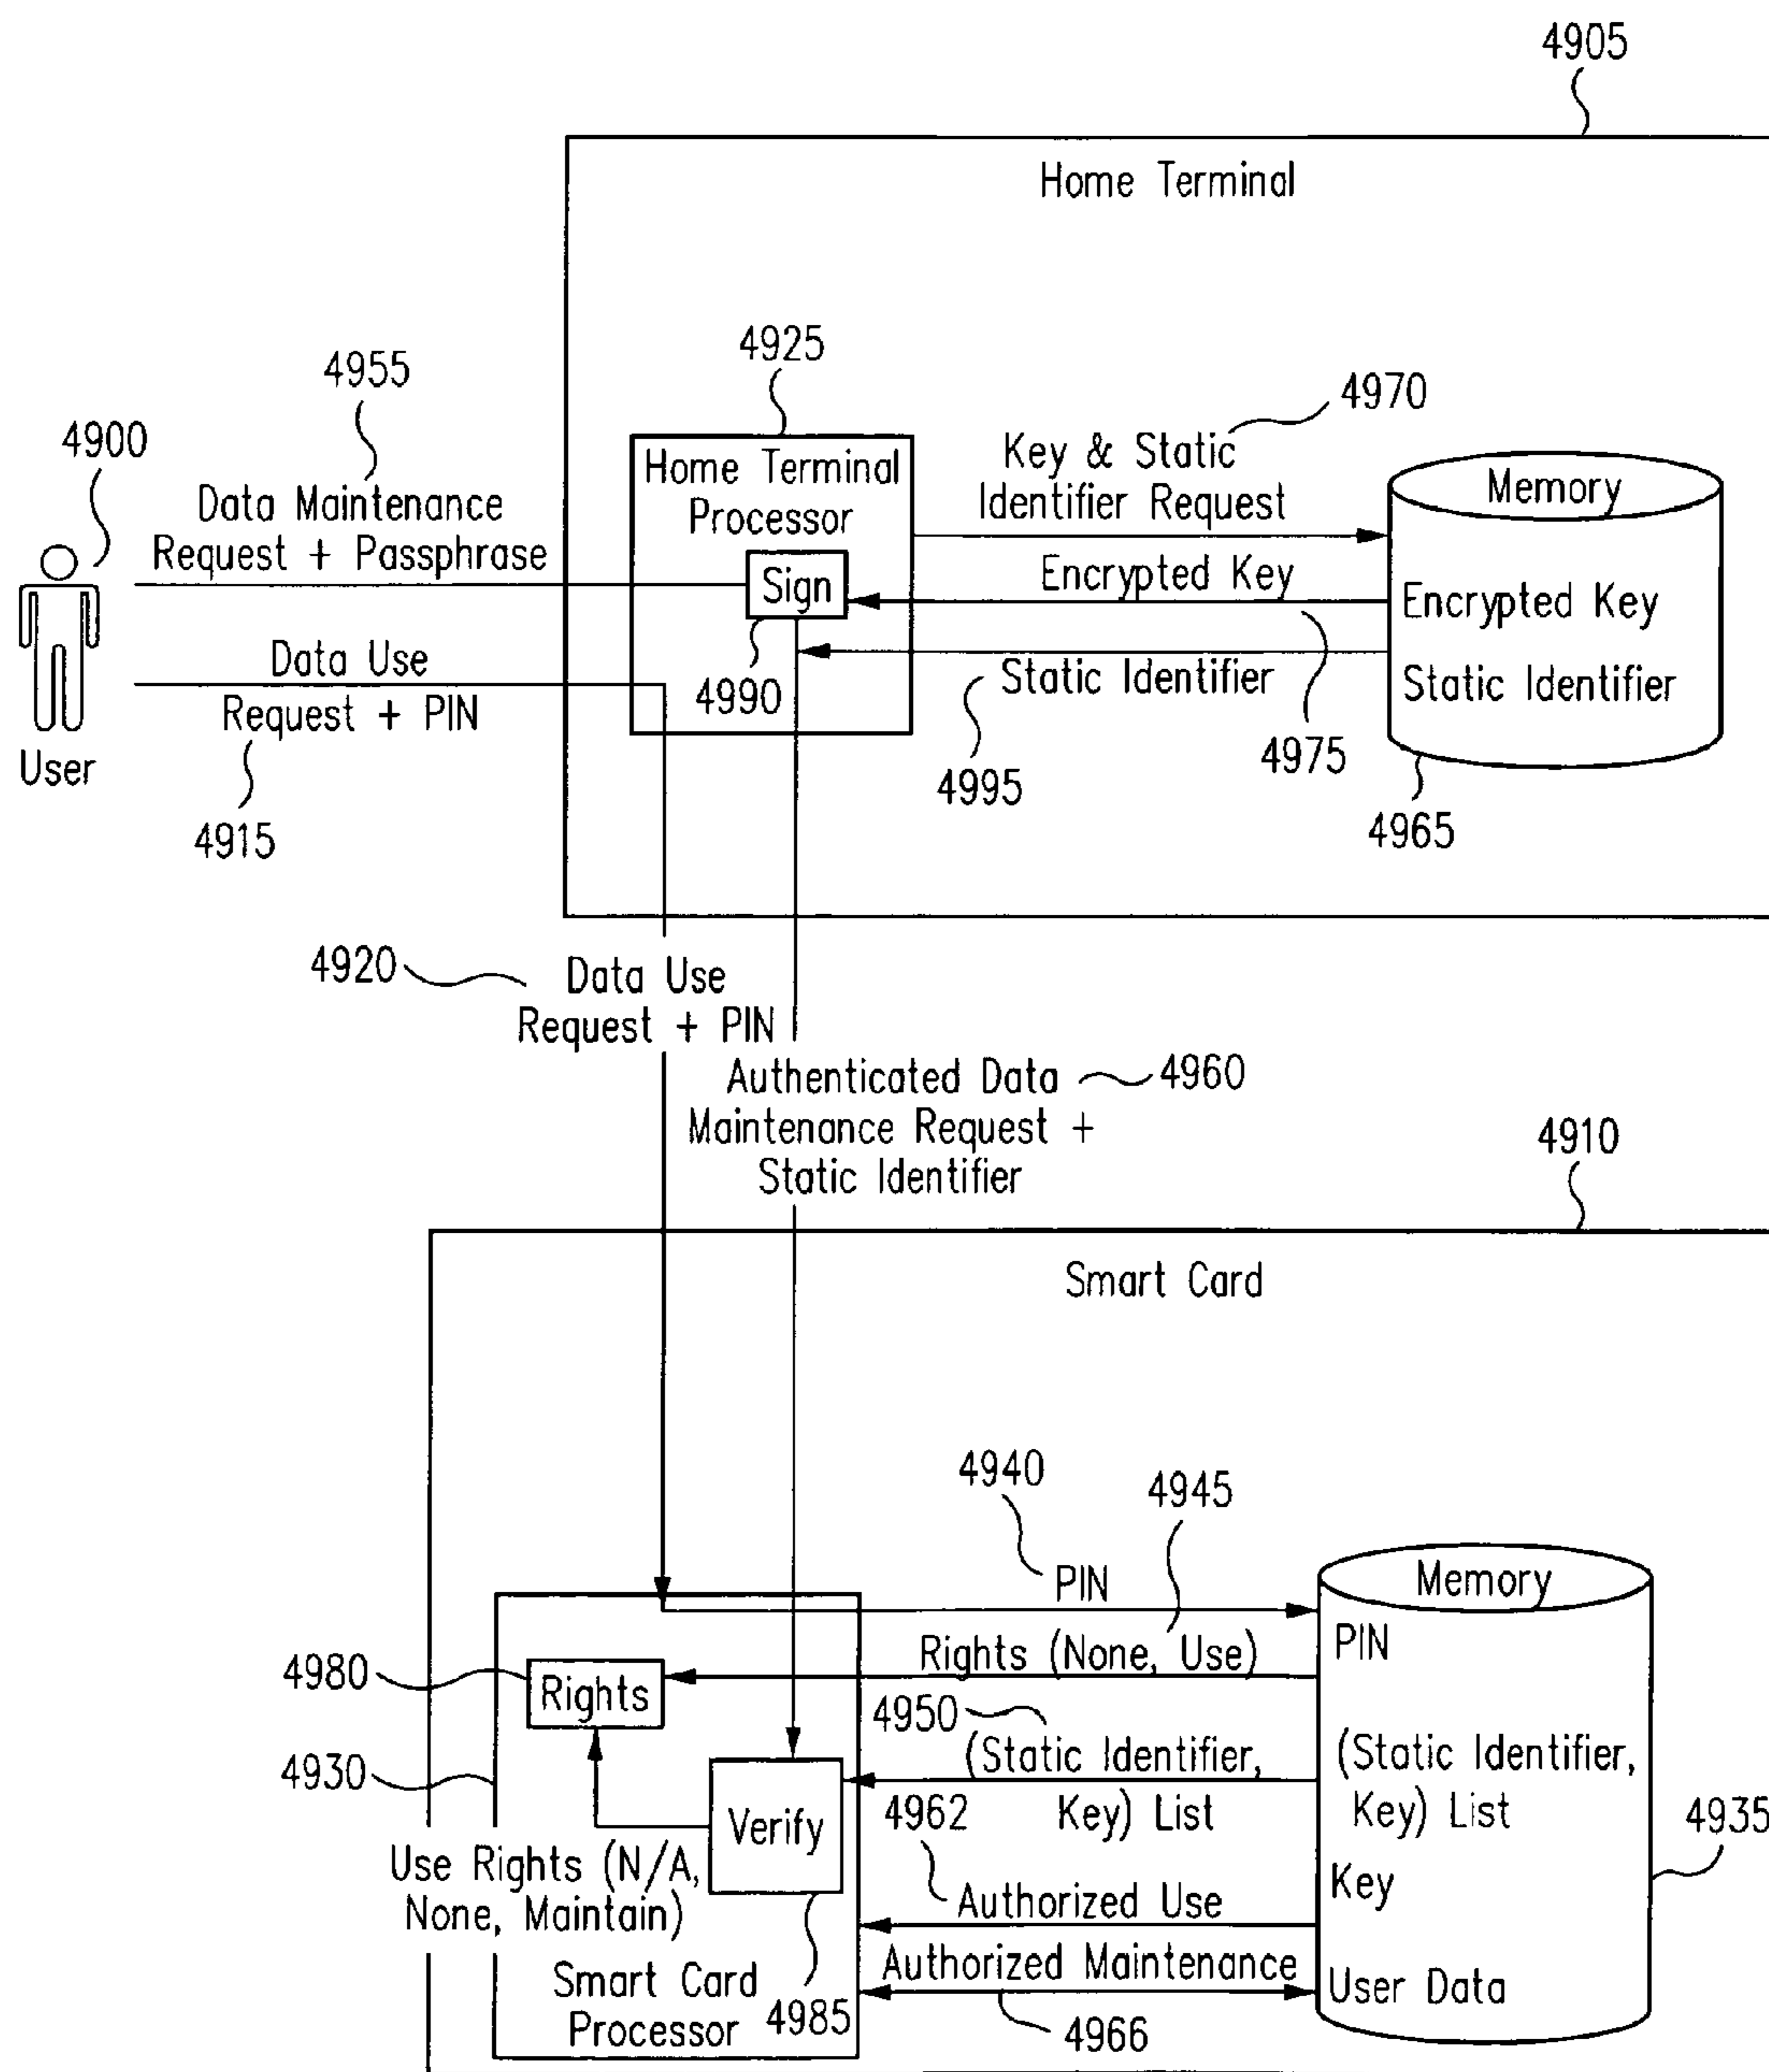 4905
Home Terminal
4925
4955
4970
4900
Home Terminal
Processor
Key & Static
Identifier Request
Memory
Data Maintenance
Request + Passphrase
Sign
Encrypted Key
Encrypted Key
Data Use
Request + PIN
4990
Static Identifier
Static Identifier
User
4915
4995
4975
4965
4920
Data Use
Request + PIN
Authenticated Data
Maintenance Request +
Static Identifier
4960
4910
Smart Card
4940
4945
PIN
Memory
PIN
Rights (None, Use)
4980
Rights
4950
(Static Identifier,
Key) List
(Static Identifier,
Key) List
4930
Verify
4962
4935
Use Rights (N/A,
None, Maintain)
Key
Authorized Use
Authorized Maintenance
User Data
Smart Card
Processor
4985
4966